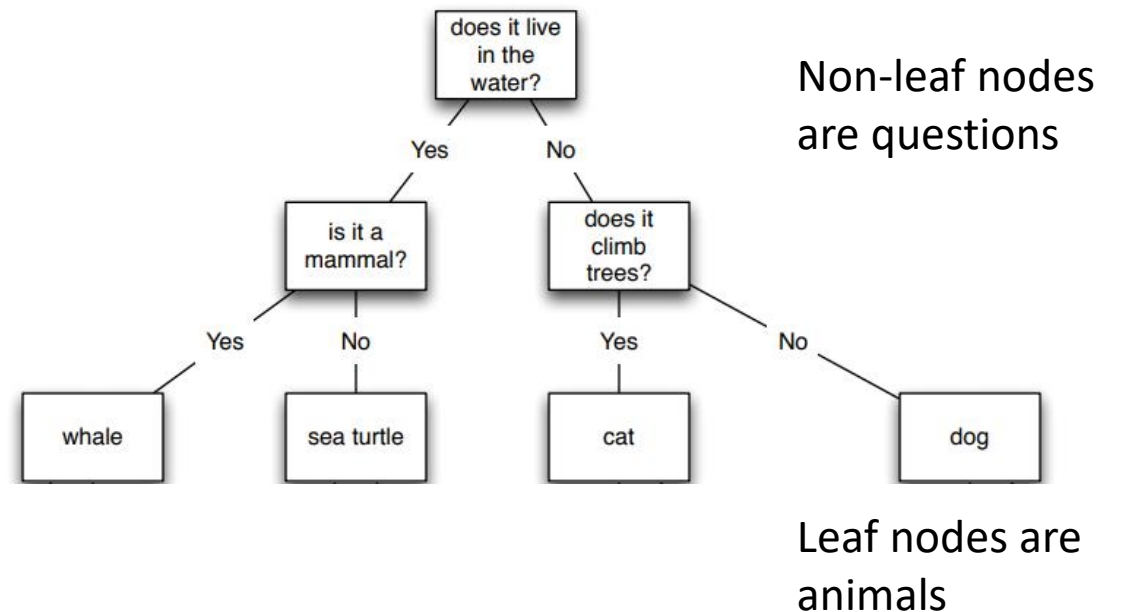 does it live
in the
water?
Non-leaf nodes
are questions
Yes
No
is it a
mammal?
does it
climb
trees?
Yes
No
Yes
No
whale
sea turtle
cat
dog
Leaf nodes are
animals